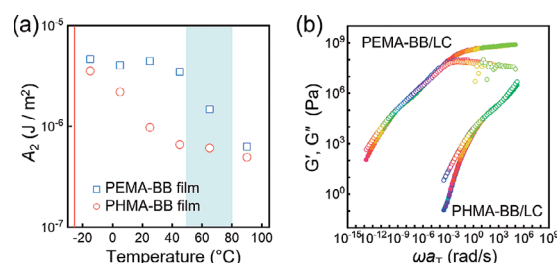 (a)
10⁻⁵
10⁻⁶
10⁻⁷
A₂ (J / m²)
PEMA-BB film
PHMA-BB film
-20 0 20 40 60 80 100
Temperature (°C)
(b)
10⁹
10⁶
10⁴
10²
10⁰
G', G'' (Pa)
PEMA-BB/LC
PHMA-BB/LC
10⁻¹⁵ 10⁻¹² 10⁻⁹ 10⁻⁶ 10⁻³ 10⁰ 10³ 10⁶ 10⁹
ωa_T (rad/s)